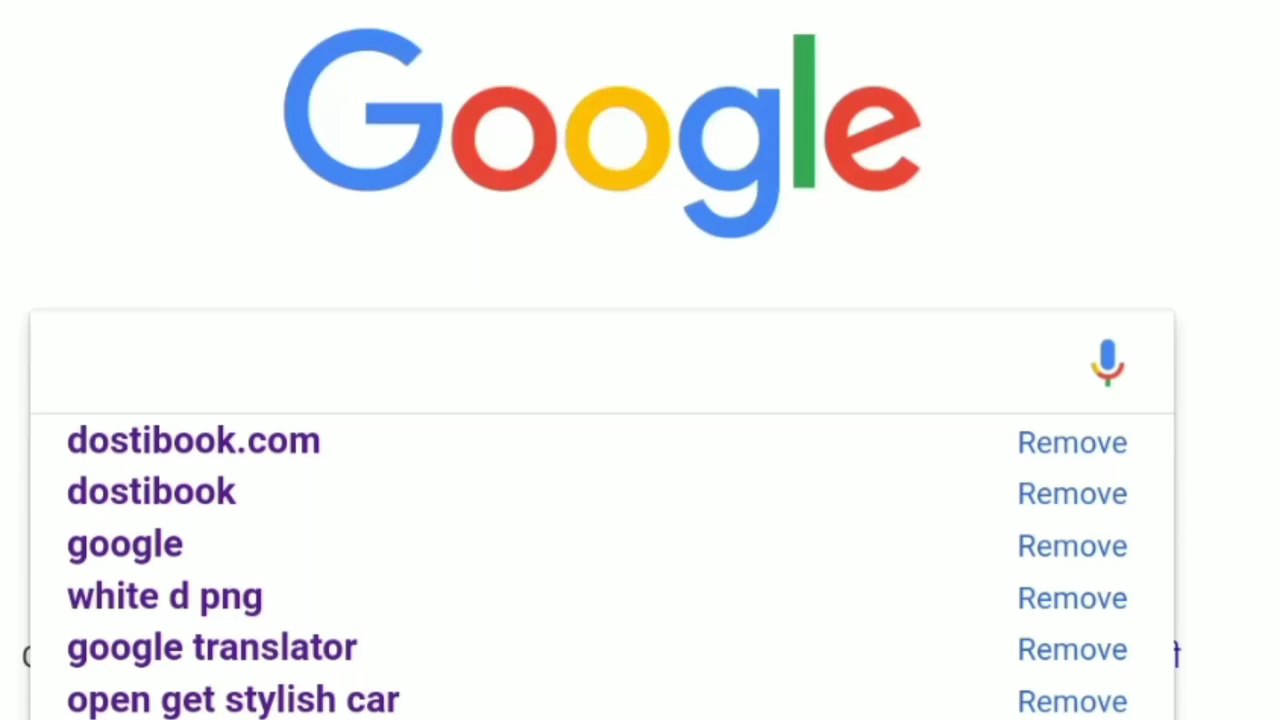 Google
dostibook.com Remove
dostibook Remove
google Remove
white d png Remove
google translator Remove
open get stylish car Remove